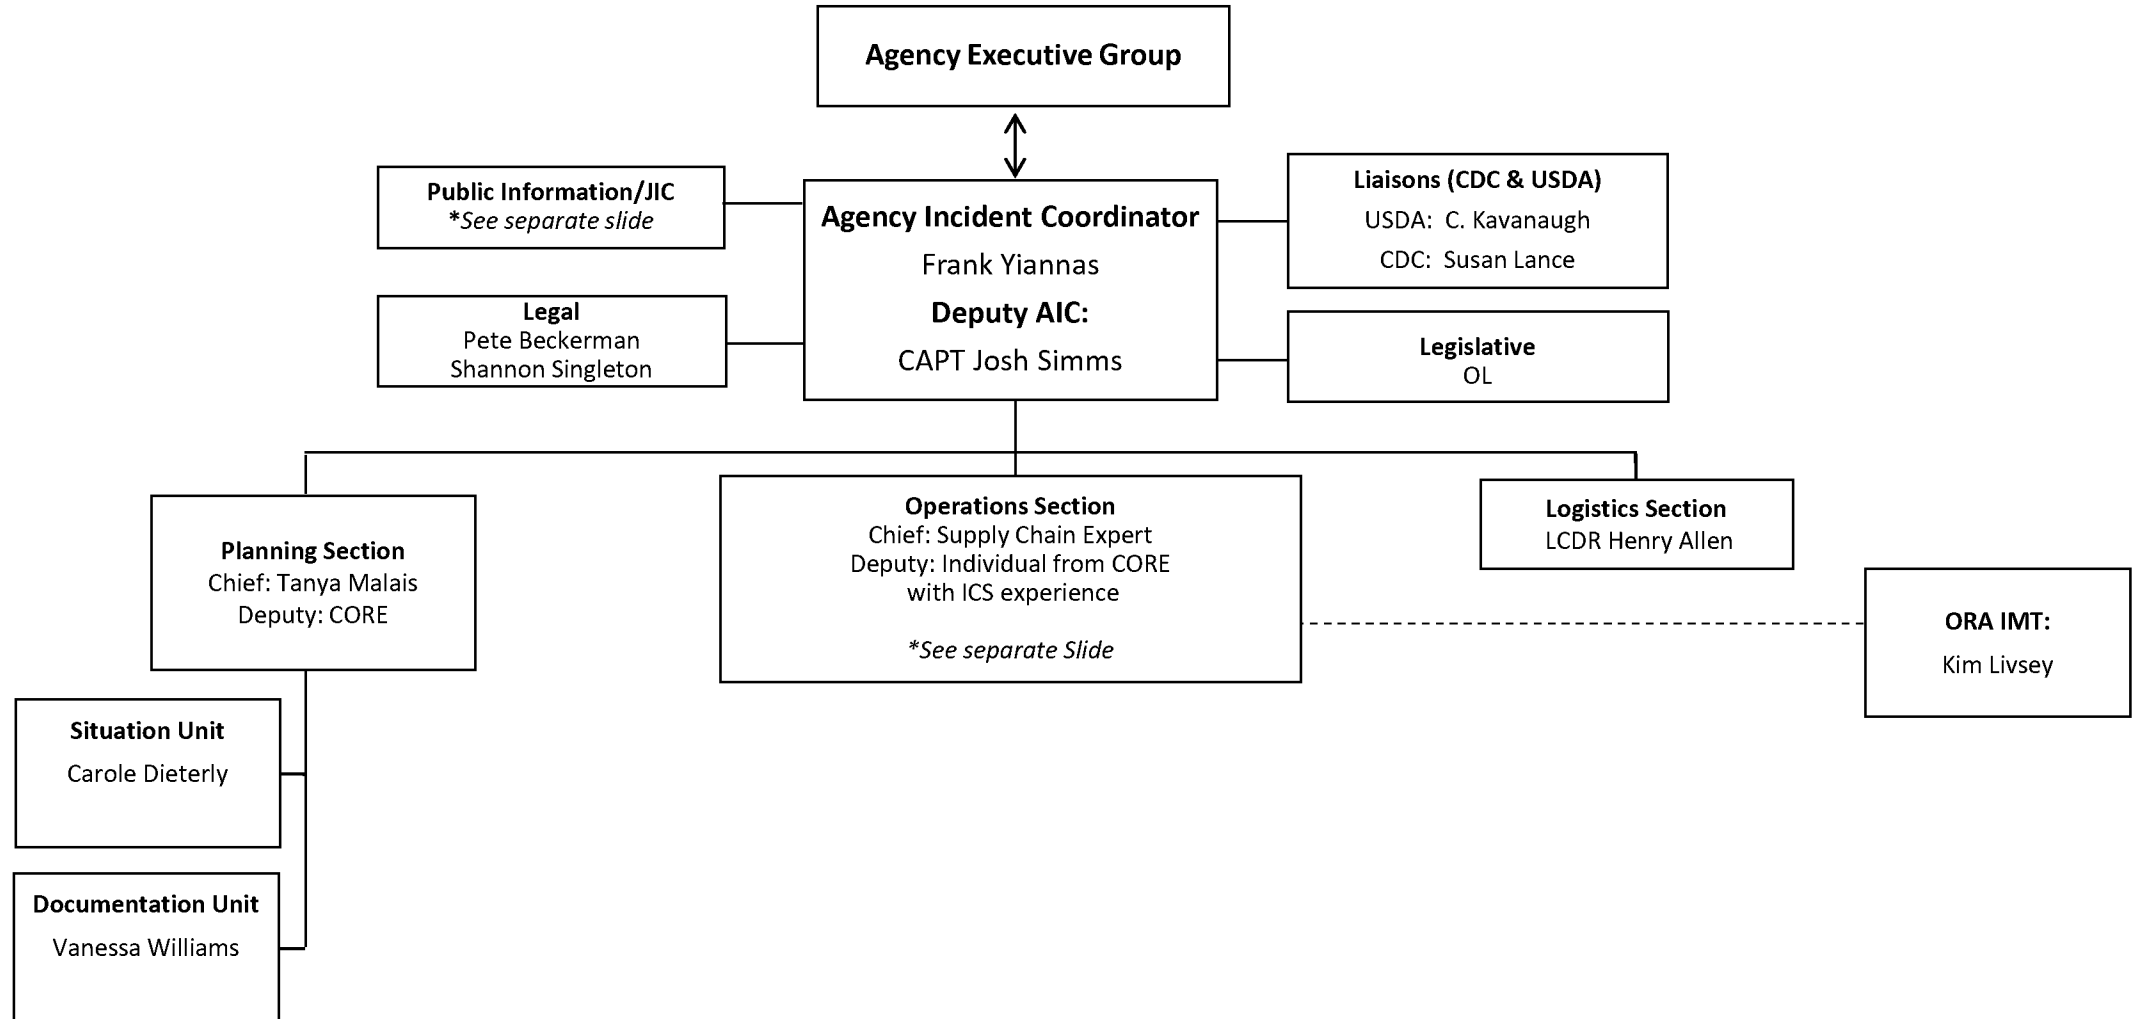 Agency Executive Group
Public Information/JIC
*See separate slide
Agency Incident Coordinator
Frank Yiannas
Deputy AIC:
CAPT Josh Simms
Liaisons (CDC & USDA)
USDA: C. Kavanaugh
CDC: Susan Lance
Legal
Pete Beckerman
Shannon Singleton
Legislative
OL
Planning Section
Chief: Tanya Malais
Deputy: CORE
Operations Section
Chief: Supply Chain Expert
Deputy: Individual from CORE
with ICS experience
*See separate Slide
Logistics Section
LCDR Henry Allen
ORA IMT:
Kim Livsey
Situation Unit
Carole Dieterly
Documentation Unit
Vanessa Williams